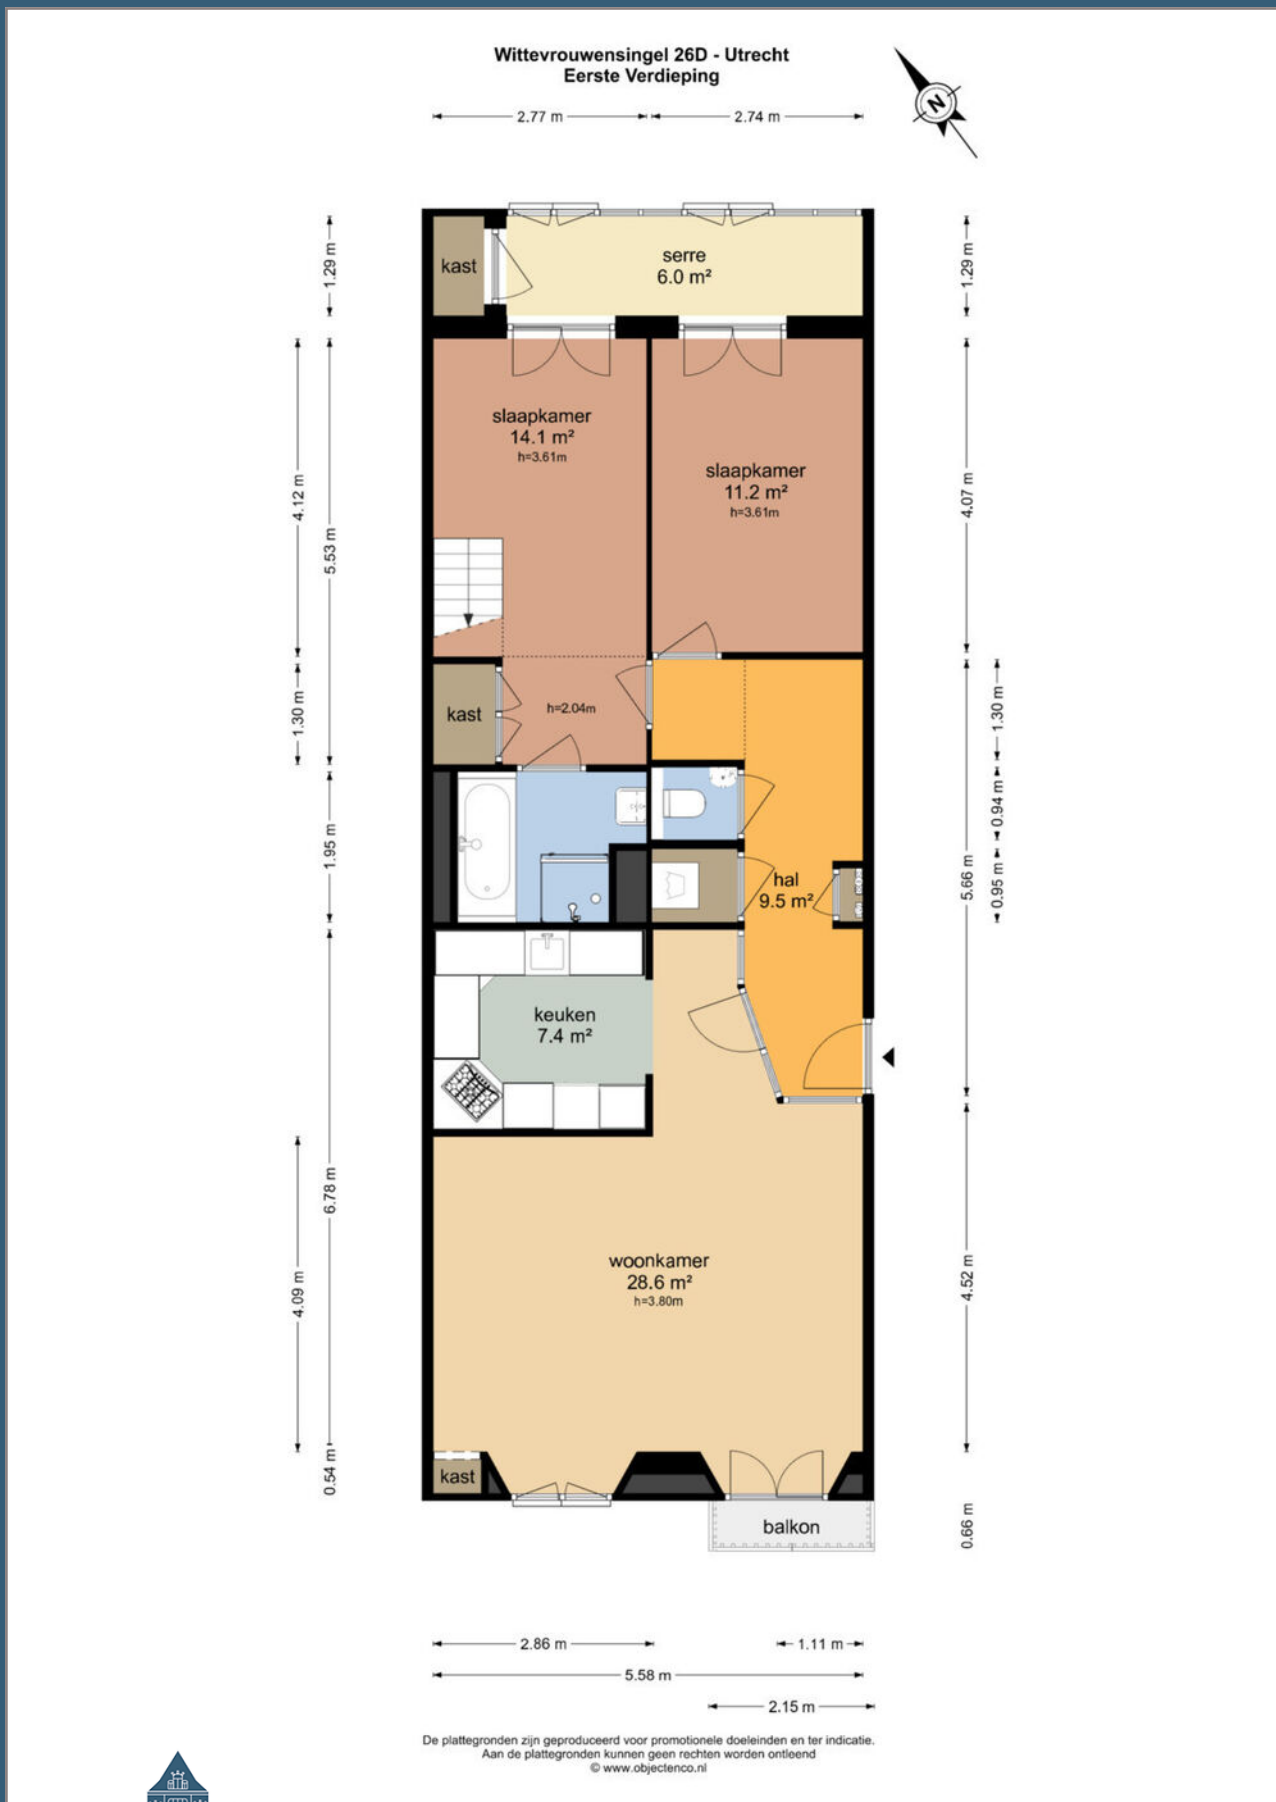 Wittevrouwensingel 26D - Utrecht
Eerste Verdieping
N
2.77 m
2.74 m
1.29 m
1.29 m
kast
serre
6.0 m²
slaapkamer
14.1 m²
h=3.61m
slaapkamer
11.2 m²
h=3.61m
4.12 m
5.53 m
4.07 m
kast
h=2.04m
1.30 m
1.30 m
0.94 m
1.95 m
hal
9.5 m²
0.95 m
5.66 m
keuken
7.4 m²
6.78 m
woonkamer
28.6 m²
h=3.80m
4.09 m
4.52 m
kast
0.54 m
balkon
0.66 m
2.86 m
1.11 m
5.58 m
2.15 m
De plattegronden zijn geproduceerd voor promotionele doeleinden en ter indicatie.
Aan de plattegronden kunnen geen rechten worden ontleend
© www.objectenco.nl